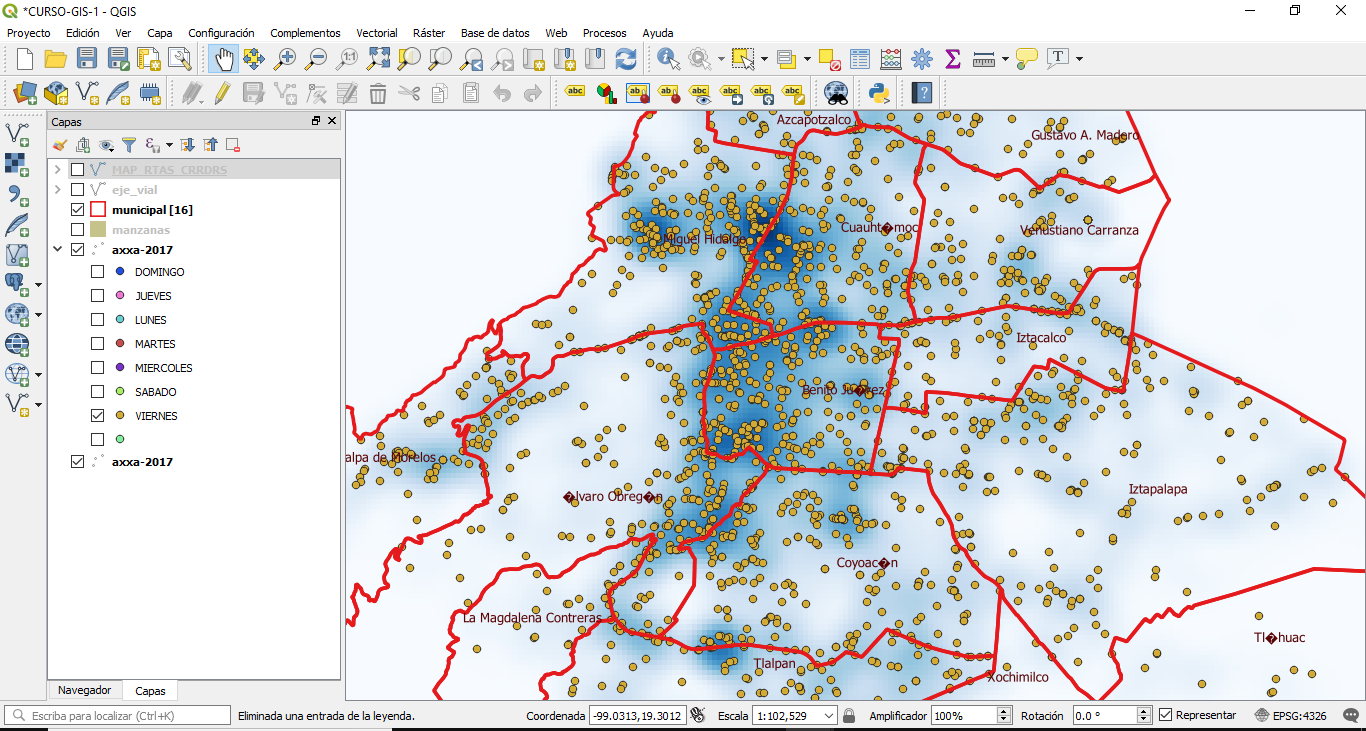 *CURSO-GIS-1 - QGIS
Proyecto Edición Ver Capa Configuración Complementos Vectorial Ráster Base de datos Web Procesos Ayuda
Capas
MAP_RTAS_CRRDRS
eje_vial
municipal [16]
manzanas
axxa-2017
DOMINGO
JUEVES
LUNES
MARTES
MIERCOLES
SABADO
VIERNES
axxa-2017
Navegador Capas
Azcapotzalco
Gustavo A. Madero
Miguel Hidalgo
Cuauht�moc
Venustiano Carranza
Iztacalco
Benito Ju�rez
alpa de Morelos
�lvaro Obreg�n
Iztapalapa
Coyoac�n
La Magdalena Contreras
Tl�huac
Tlalpan
Xochimilco
Escriba para localizar (Ctrl+K) Eliminada una entrada de la leyenda. Coordenada -99.0313,19.3012 Escala 1:102,529 Amplificador 100% Rotación 0.0 ° Representar EPSG:4326